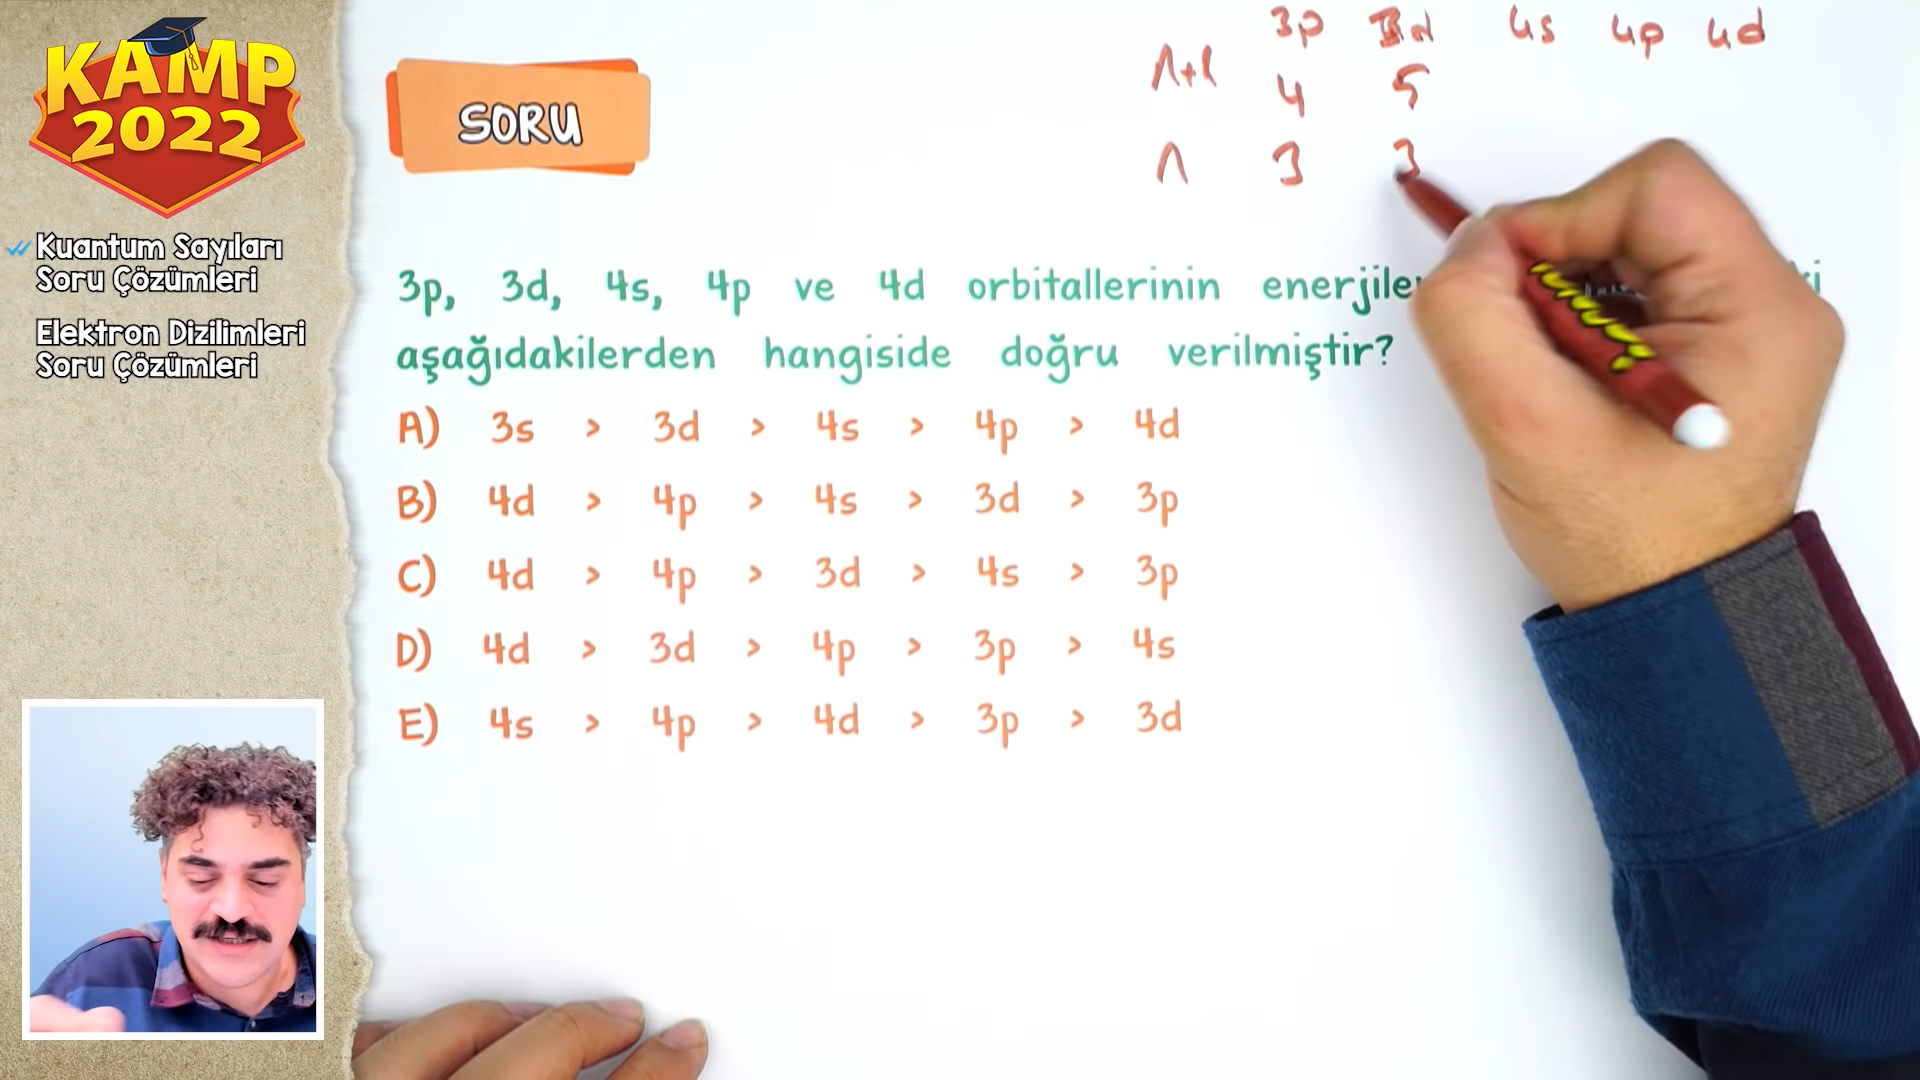 KAMP
2022
Kuantum Sayıları
Soru Çözümleri
Elektron Dizilimleri
Soru Çözümleri
SORU
3p 3d 4s 4p 4d
n+l 4 5
n 3 3
3p, 3d, 4s, 4p ve 4d orbitallerinin
aşağıdakilerden hangiside doğru verilmiştir?
A) 3s > 3d > 4s > 4p > 4d
B) 4d > 4p > 4s > 3d > 3p
C) 4d > 4p > 3d > 4s > 3p
D) 4d > 3d > 4p > 3p > 4s
E) 4s > 4p > 4d > 3p > 3d